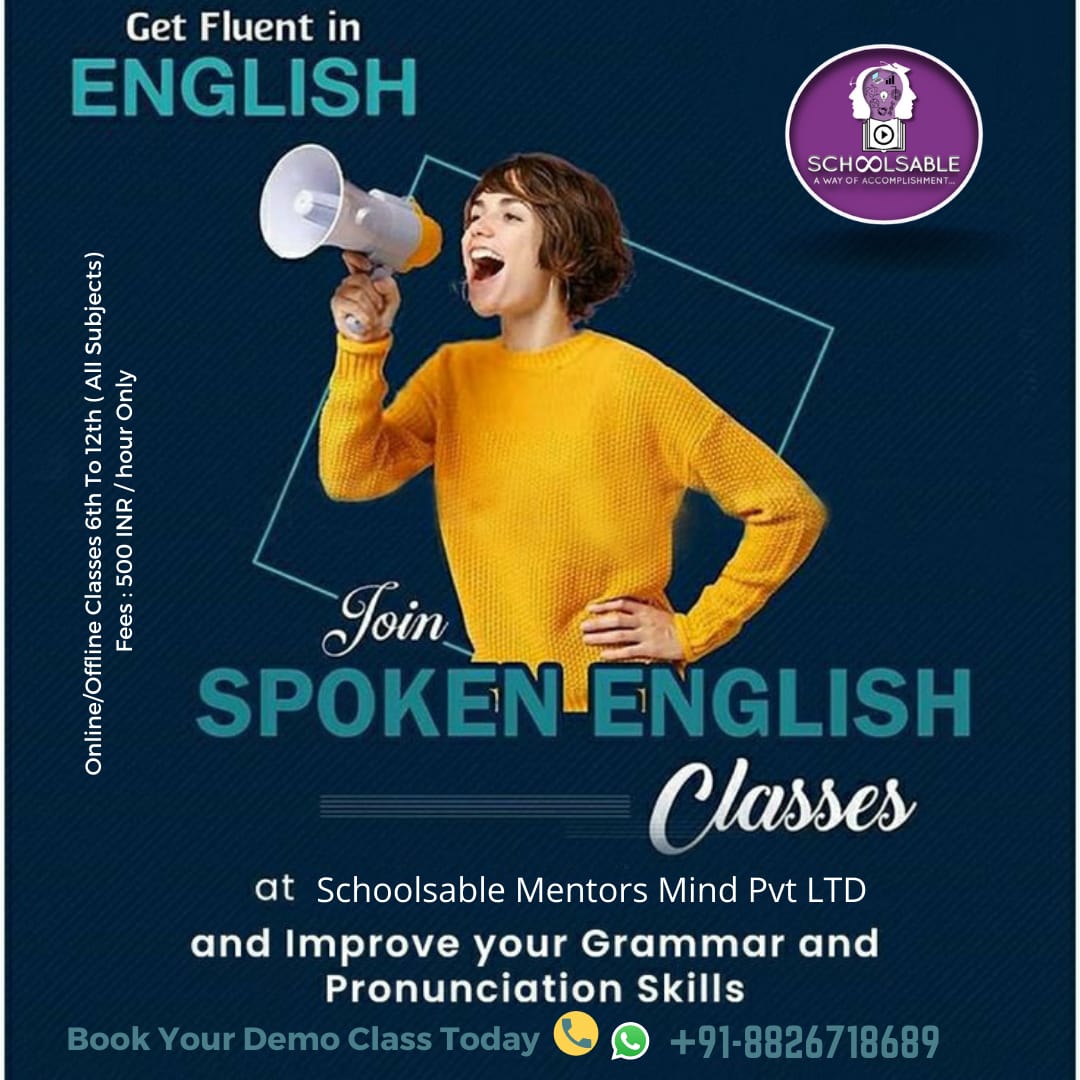 Get Fluent in
ENGLISH
SCHOOLSABLE
A WAY OF ACCOMPLISHMENT...
Online/Offline Classes 6th To 12th ( All Subjects)
Fees : 500 INR / hour Only
Join
SPOKEN ENGLISH
Classes
at Schoolsable Mentors Mind Pvt LTD
and Improve your Grammar and
Pronunciation Skills
Book Your Demo Class Today +91-8826718689